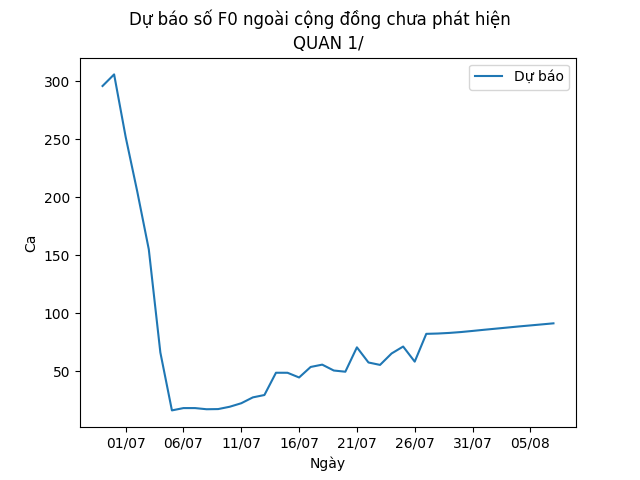 Dự báo số F0 ngoài cộng đồng chưa phát hiện
QUAN 1/
Dự báo
300
250
200
150
100
50
Ca
01/07 06/07 11/07 16/07 21/07 26/07 31/07 05/08
Ngày